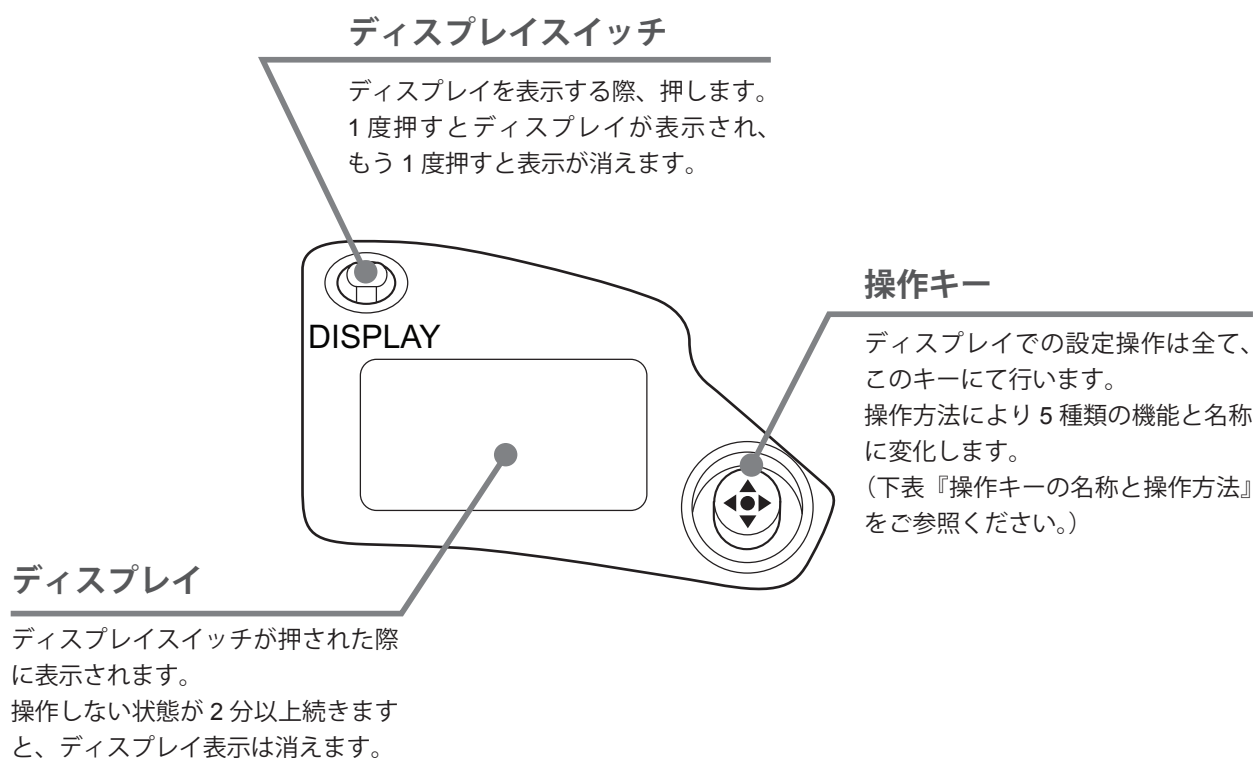 ディスプレイスイッチ
ディスプレイを表示する際、押します。
1 度押すとディスプレイが表示され、
もう 1 度押すと表示が消えます。
DISPLAY
操作キー
ディスプレイでの設定操作は全て、
このキーにて行います。
操作方法により 5 種類の機能と名称
に変化します。
（下表『操作キーの名称と操作方法』
をご参照ください。）
ディスプレイ
ディスプレイスイッチが押された際
に表示されます。
操作しない状態が 2 分以上続きます
と、ディスプレイ表示は消えます。